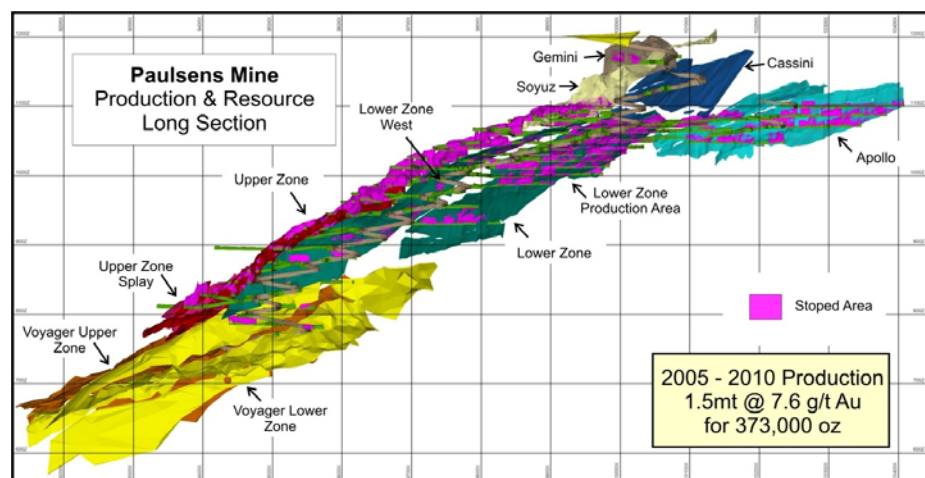 Paulsens Mine
Production & Resource
Long Section
Gemini
Soyuz
Cassini
Lower Zone
West
Apollo
Upper Zone
Lower Zone
Production Area
Lower Zone
Upper Zone
Splay
Stoped Area
Voyager Upper
Zone
Voyager Lower
Zone
2005 - 2010 Production
1.5mt @ 7.6 g/t Au
for 373,000 oz